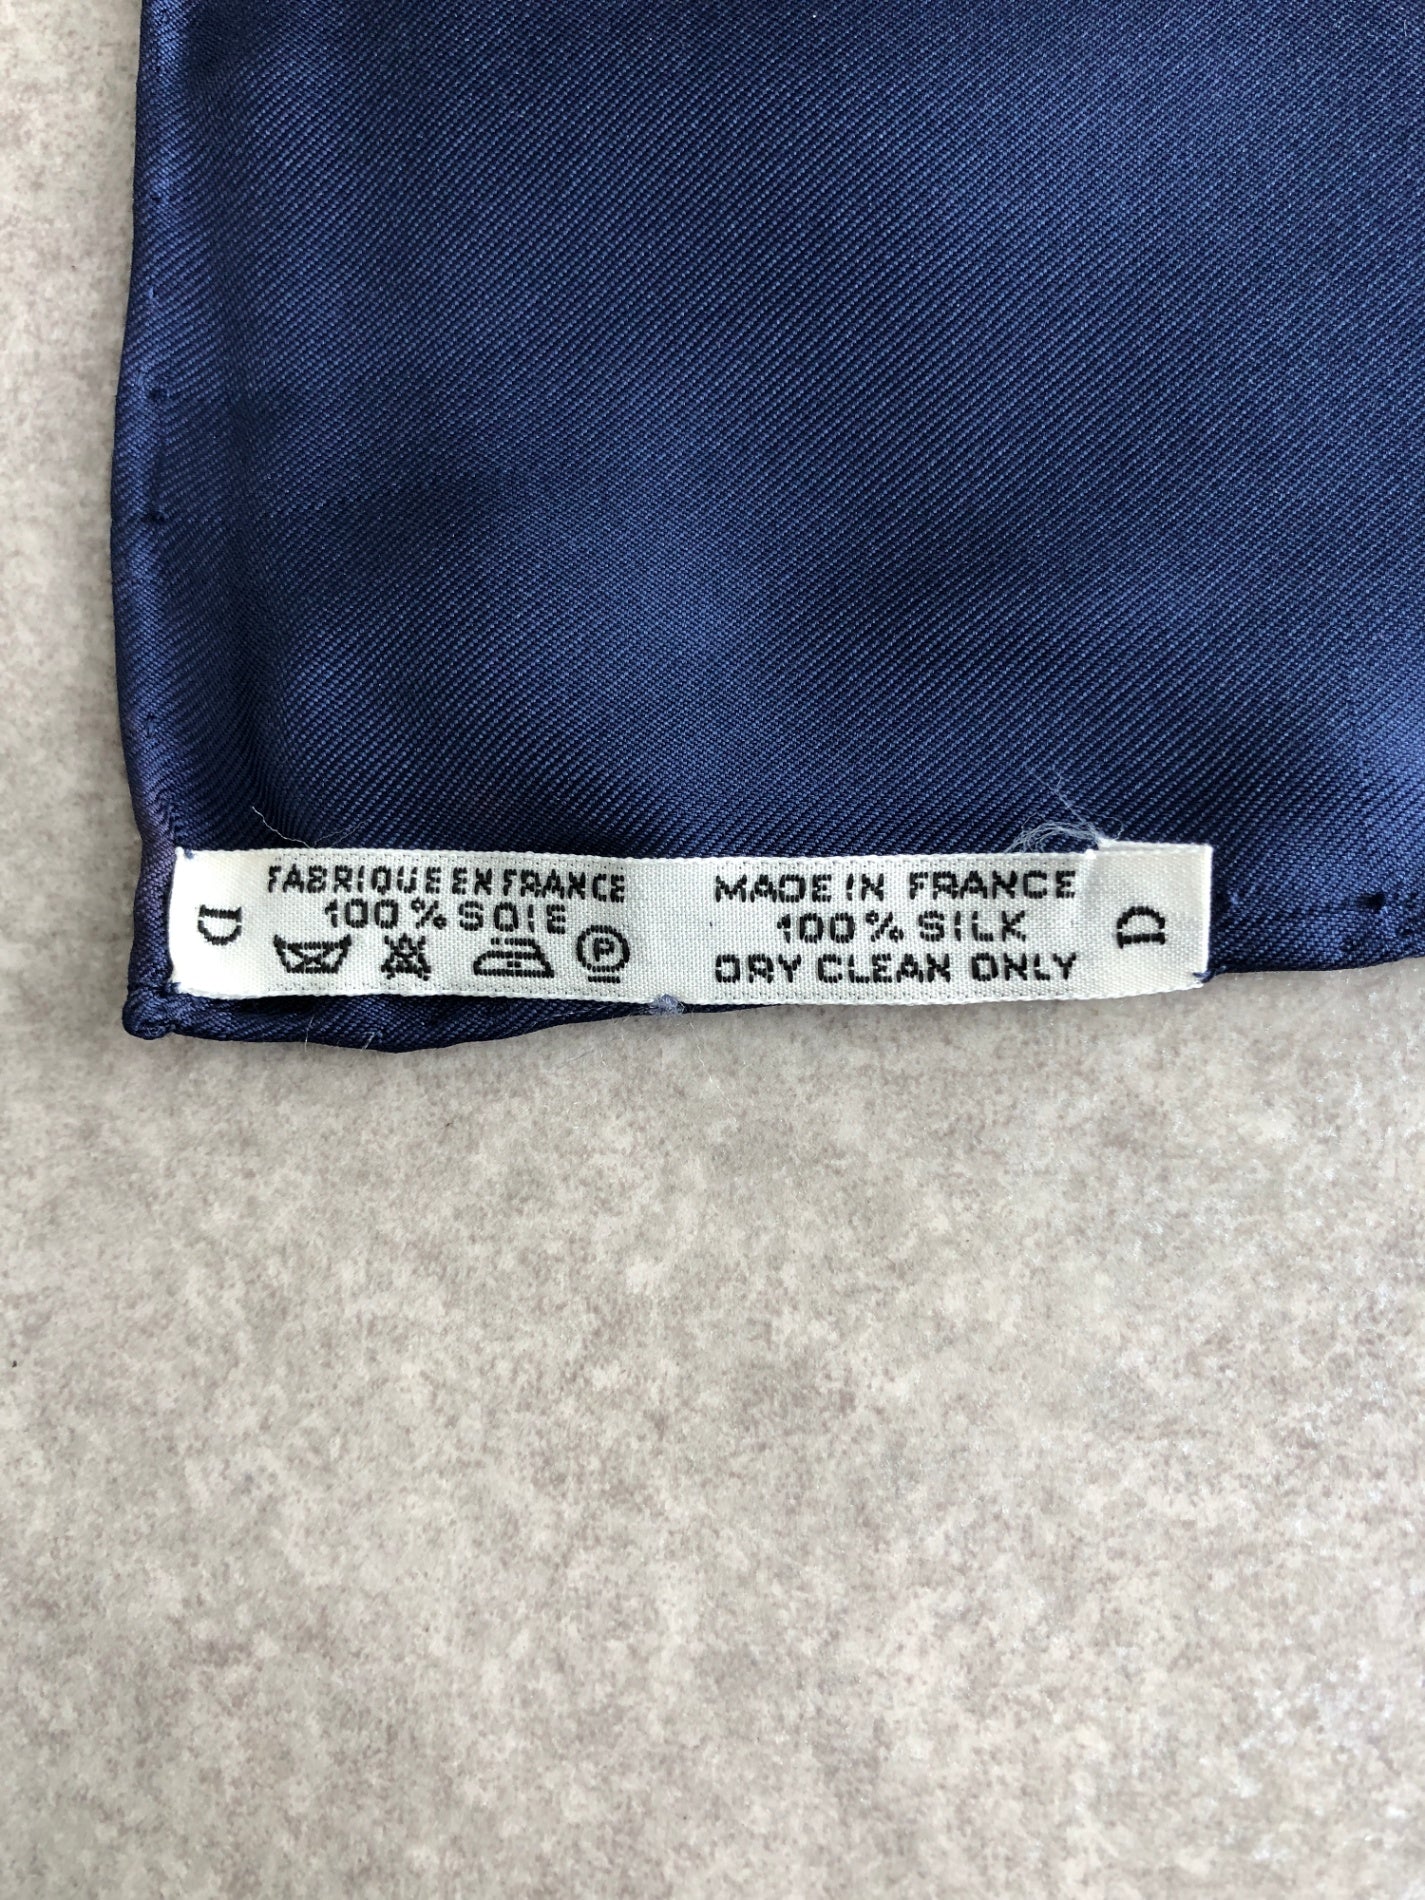 D
FABRIQUE EN FRANCE
100% SOIE
P
MADE IN FRANCE
100% SILK
DRY CLEAN ONLY
D